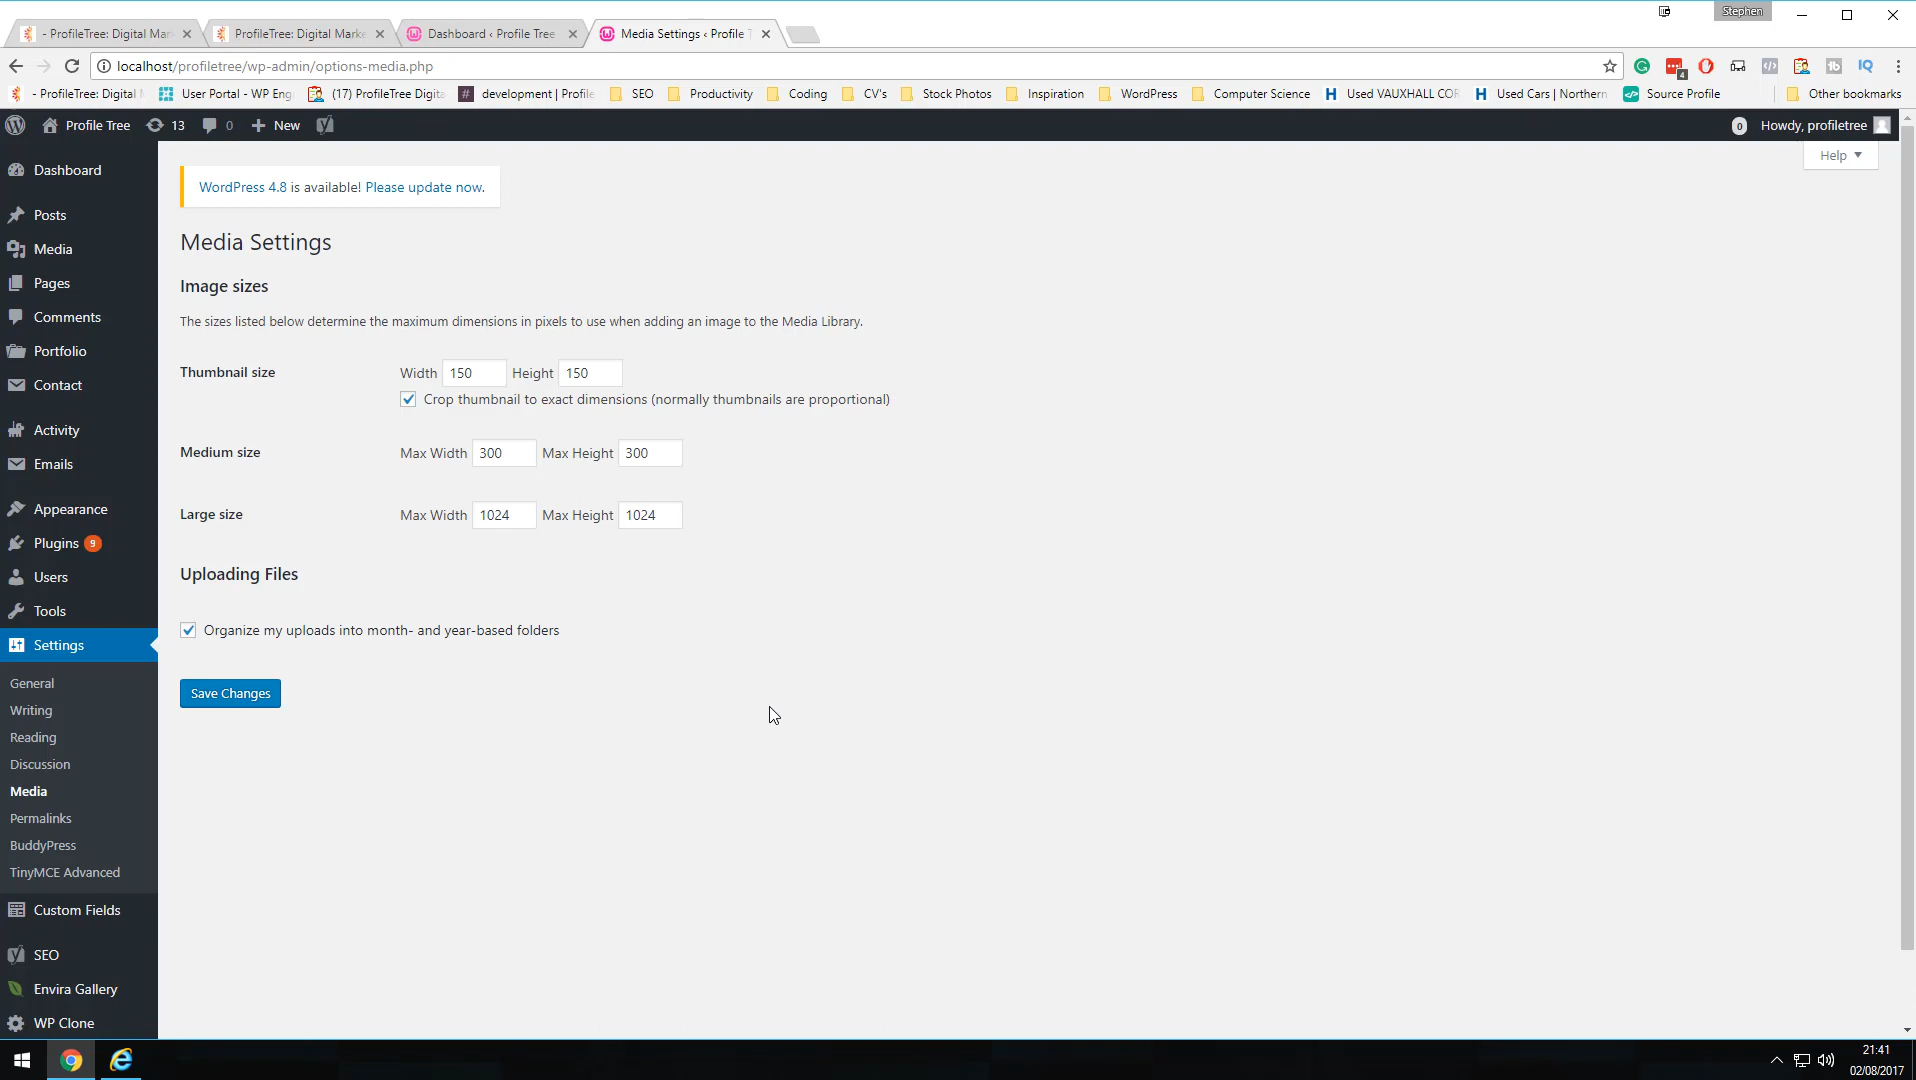 Stephen
- ProfileTree: Digital Mark
ProfileTree: Digital Marke
Dashboard ‹ Profile Tree
Media Settings ‹ Profile T
localhost/profiletree/wp-admin/options-media.php
4
- ProfileTree: Digital M
User Portal - WP Eng
(17) ProfileTree Digita
# development | Profile
SEO
Productivity
Coding
CV's
Stock Photos
Inspiration
WordPress
Computer Science
H Used VAUXHALL COR
H Used Cars | Northern
Source Profile
Other bookmarks
Profile Tree
13
0
New
0
Howdy, profiletree
Help
Dashboard
Posts
Media
Pages
Comments
Portfolio
Contact
Activity
Emails
Appearance
Plugins 9
Users
Tools
Settings
General
Writing
Reading
Discussion
Media
Permalinks
BuddyPress
TinyMCE Advanced
Custom Fields
SEO
Envira Gallery
WP Clone
WordPress 4.8 is available! Please update now.
Media Settings
Image sizes
The sizes listed below determine the maximum dimensions in pixels to use when adding an image to the Media Library.
Thumbnail size
Width 150 Height 150
Crop thumbnail to exact dimensions (normally thumbnails are proportional)
Medium size
Max Width 300 Max Height 300
Large size
Max Width 1024 Max Height 1024
Uploading Files
Organize my uploads into month- and year-based folders
Save Changes
21:41
02/08/2017